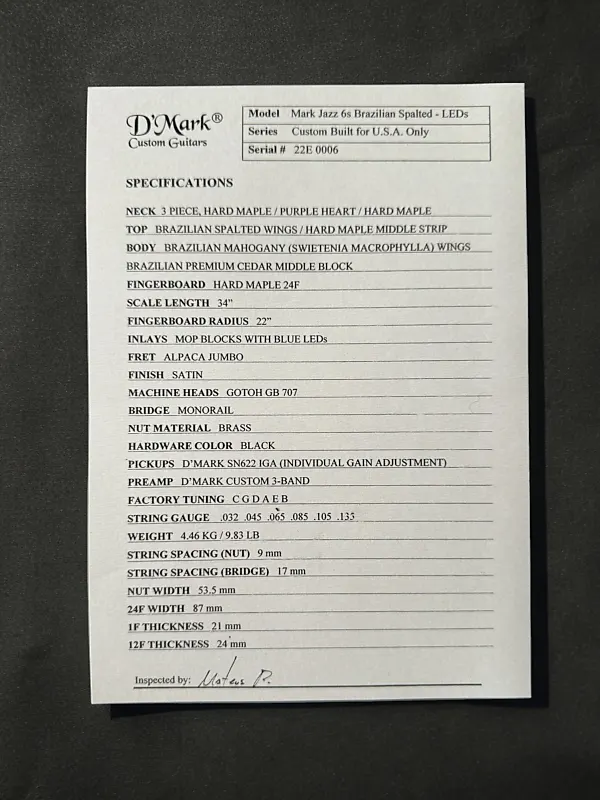 D'Mark®
Custom Guitars
Model Mark Jazz 6s Brazilian Spalted - LEDs
Series Custom Built for U.S.A. Only
Serial # 22E 0006
SPECIFICATIONS
NECK 3 PIECE, HARD MAPLE / PURPLE HEART / HARD MAPLE
TOP BRAZILIAN SPALTED WINGS / HARD MAPLE MIDDLE STRIP
BODY BRAZILIAN MAHOGANY (SWIETENIA MACROPHYLLA) WINGS
BRAZILIAN PREMIUM CEDAR MIDDLE BLOCK
FINGERBOARD HARD MAPLE 24F
SCALE LENGTH 34”
FINGERBOARD RADIUS 22”
INLAYS MOP BLOCKS WITH BLUE LEDs
FRET ALPACA JUMBO
FINISH SATIN
MACHINE HEADS GOTOH GB 707
BRIDGE MONORAIL
NUT MATERIAL BRASS
HARDWARE COLOR BLACK
PICKUPS D’MARK SN622 IGA (INDIVIDUAL GAIN ADJUSTMENT)
PREAMP D’MARK CUSTOM 3-BAND
FACTORY TUNING C G D A E B
STRING GAUGE .032 .045 .065 .085 .105 .135
WEIGHT 4.46 KG / 9.83 LB
STRING SPACING (NUT) 9 mm
STRING SPACING (BRIDGE) 17 mm
NUT WIDTH 53.5 mm
24F WIDTH 87 mm
1F THICKNESS 21 mm
12F THICKNESS 24 mm
Inspected by: Mateus P.